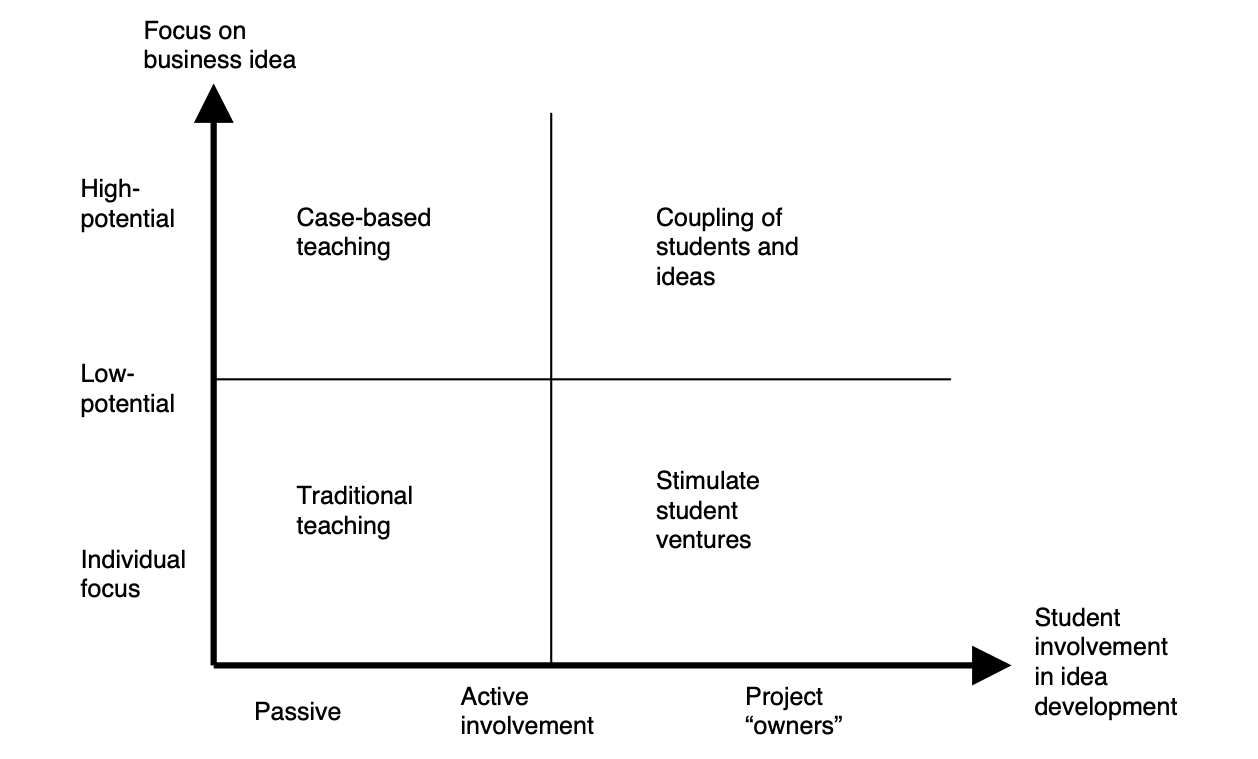 Focus on
business idea
High-
potential
Case-based
teaching
Coupling of
students and
ideas
Low-
potential
Traditional
teaching
Stimulate
student
ventures
Individual
focus
Student
involvement
in idea
development
Passive
Active
involvement
Project
“owners”